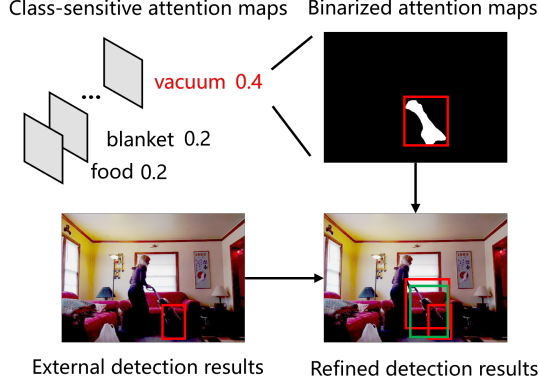 Class-sensitive attention maps
Binarized attention maps
...
vacuum 0.4
blanket 0.2
food 0.2
External detection results
Refined detection results